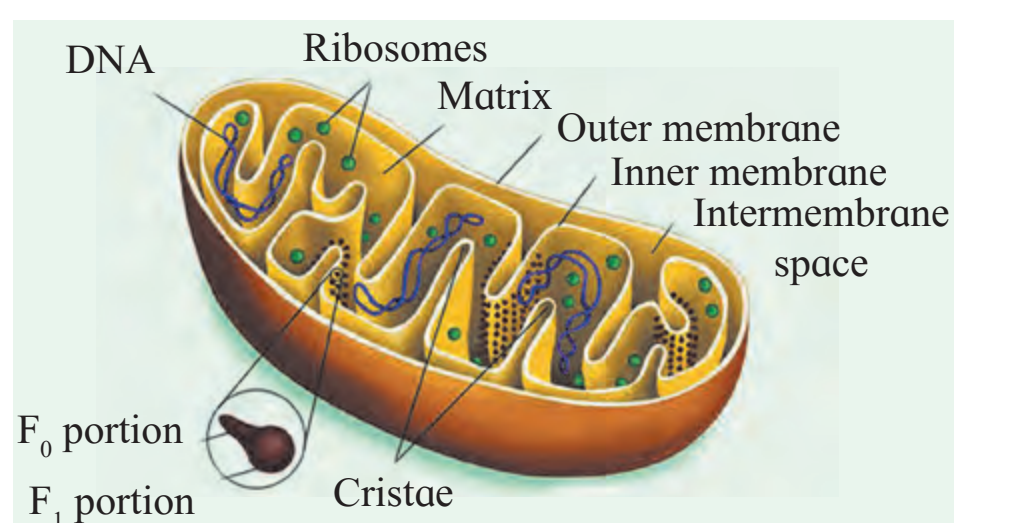 DNA
Ribosomes
Matrix
Outer membrane
Inner membrane
Intermembrane
space
F₀ portion
F₁ portion
Cristae